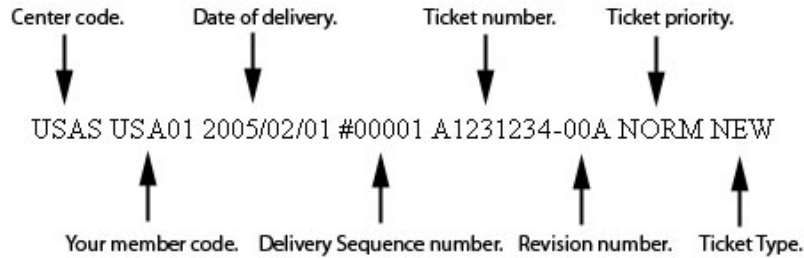 Center code. Date of delivery. Ticket number. Ticket priority.
USAS USA01 2005/02/01 #00001 A1231234-00A NORM NEW
Your member code. Delivery Sequence number. Revision number. Ticket Type.